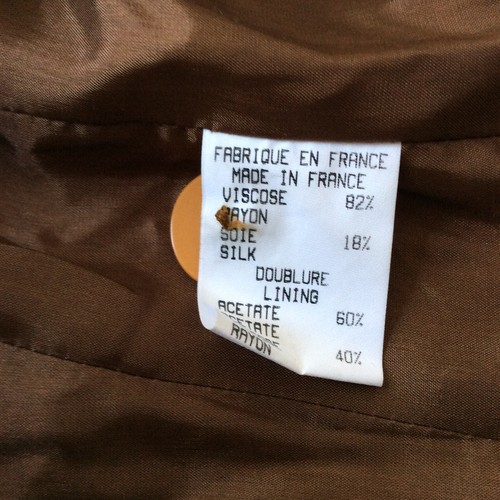 FABRIQUE EN FRANCE
MADE IN FRANCE
VISCOSE 82%
RAYON
SOIE 18%
SILK
DOUBLURE
LINING
ACETATE 60%
ACETATE
RAYON 40%